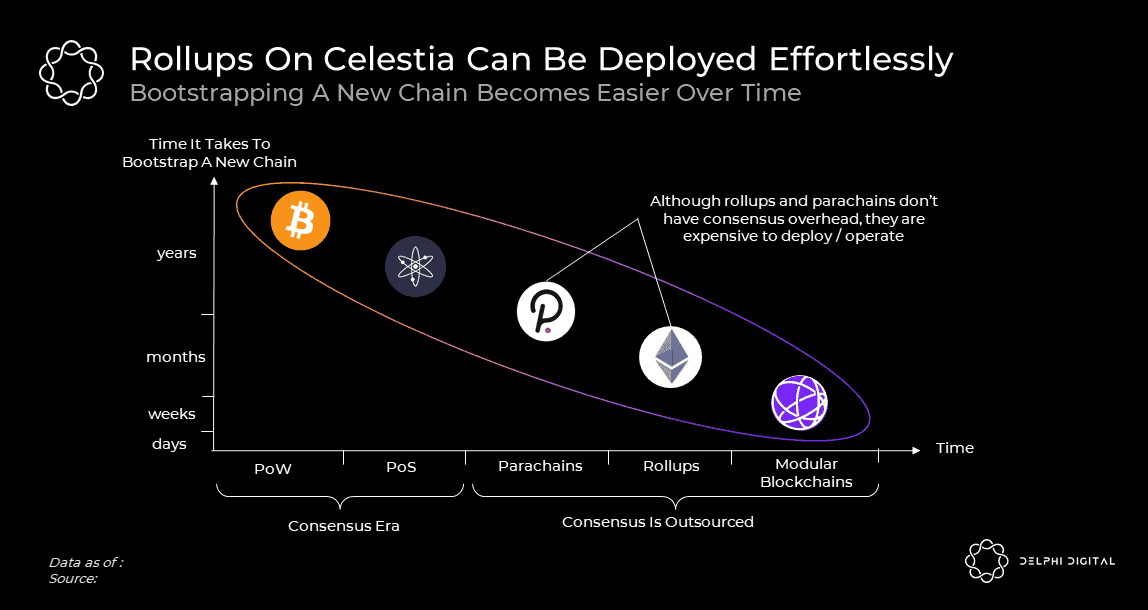 Rollups On Celestia Can Be Deployed Effortlessly
Bootstrapping A New Chain Becomes Easier Over Time
Time It Takes To
Bootstrap A New Chain
Although rollups and parachains don't
have consensus overhead, they are
expensive to deploy / operate
years
months
weeks
days
Time
PoW
PoS
Parachains
Rollups
Modular
Blockchains
Consensus Era
Consensus Is Outsourced
Data as of :
Source:
DELPHI DIGITAL